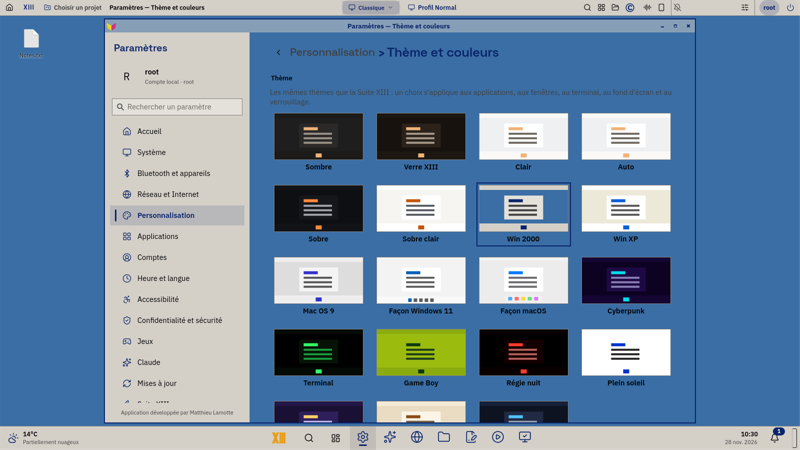 XIII
Choisir un projet
Paramètres — Thème et couleurs
Classique
Profil Normal
root
Paramètres — Thème et couleurs
Paramètres
R
root
Compte local · root
Rechercher un paramètre
Accueil
Système
Bluetooth et appareils
Réseau et Internet
Personnalisation
Applications
Comptes
Heure et langue
Accessibilité
Confidentialité et sécurité
Jeux
Claude
Mises à jour
Application développée par Matthieu Lamotte
Personnalisation > Thème et couleurs
Thème
Les mêmes thèmes que la Suite XIII : un choix s'applique aux applications, aux fenêtres, au terminal, au fond d'écran et au
verrouillage.
Sombre
Verre XIII
Clair
Auto
Sobre
Sobre clair
Win 2000
Win XP
Mac OS 9
Façon Windows 11
Façon macOS
Cyberpunk
Terminal
Game Boy
Régie nuit
Plein soleil
14°C
Partiellement nuageux
XIII
10:30
28 nov. 2026
1